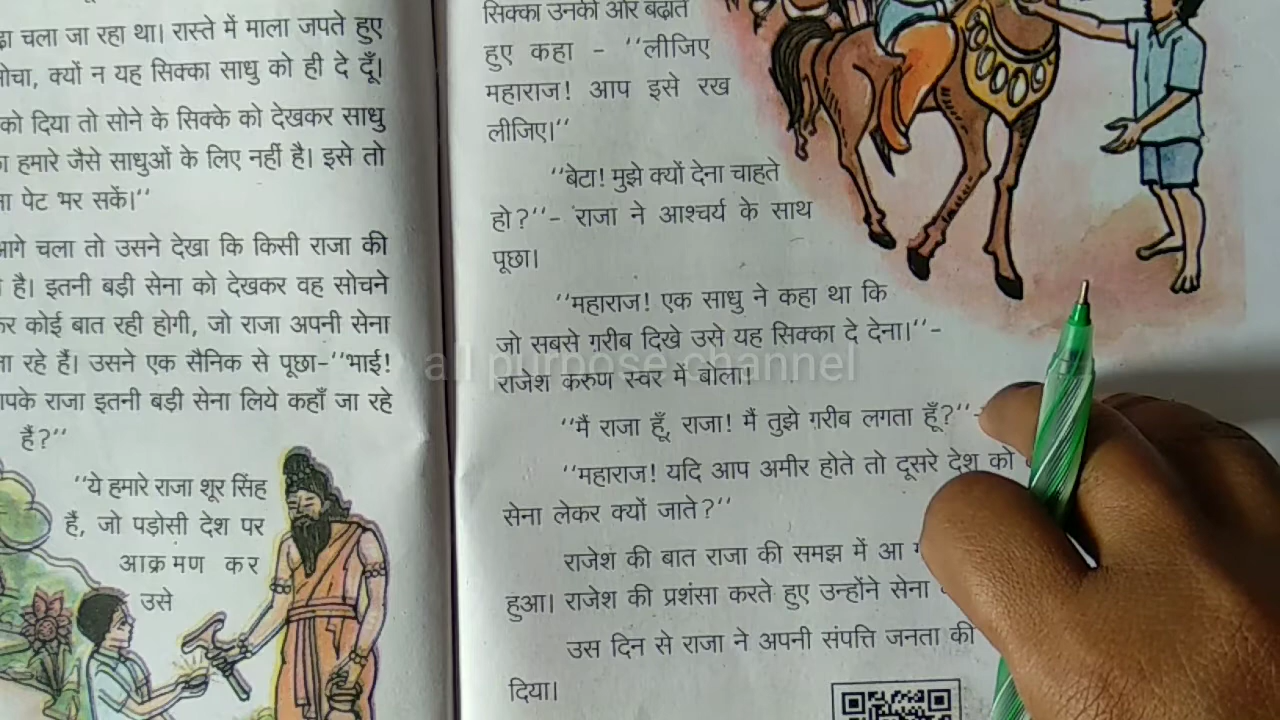 चला जा रहा था। रास्ते में माला जपते हुए
क्यों न यह सिक्का साधु को ही दे दूँ।
को दिया तो सोने के सिक्के को देखकर साधु
हमारे जैसे साधुओं के लिए नहीं है। इसे तो
पेट भर सकें।"
चला तो उसने देखा कि किसी राजा की
है। इतनी बड़ी सेना को देखकर वह सोचने
कोई बात रही होगी, जो राजा अपनी सेना
रहे हैं। उसने एक सैनिक से पूछा-"भाई!
राजा इतनी बड़ी सेना लिये कहाँ जा रहे
हैं?"
"ये हमारे राजा शूर सिंह
हैं, जो पड़ोसी देश पर
आक्रमण कर
उसे
सिक्का उनकी ओर बढ़ाते
हुए कहा - "लीजिए
महाराज! आप इसे रख
लीजिए।"
"बेटा! मुझे क्यों देना चाहते
हो?"- राजा ने आश्चर्य के साथ
पूछा।
"महाराज! एक साधु ने कहा था कि
जो सबसे ग़रीब दिखे उसे यह सिक्का दे देना।"-
राजेश करुण स्वर में बोला!
"मैं राजा हूँ, राजा! मैं तुझे ग़रीब लगता हूँ?"-
"महाराज! यदि आप अमीर होते तो दूसरे देश को
सेना लेकर क्यों जाते?"
राजेश की बात राजा की समझ में आ
हुआ। राजेश की प्रशंसा करते हुए उन्होंने सेना
उस दिन से राजा ने अपनी संपत्ति जनता की
दिया।
all purpose channel